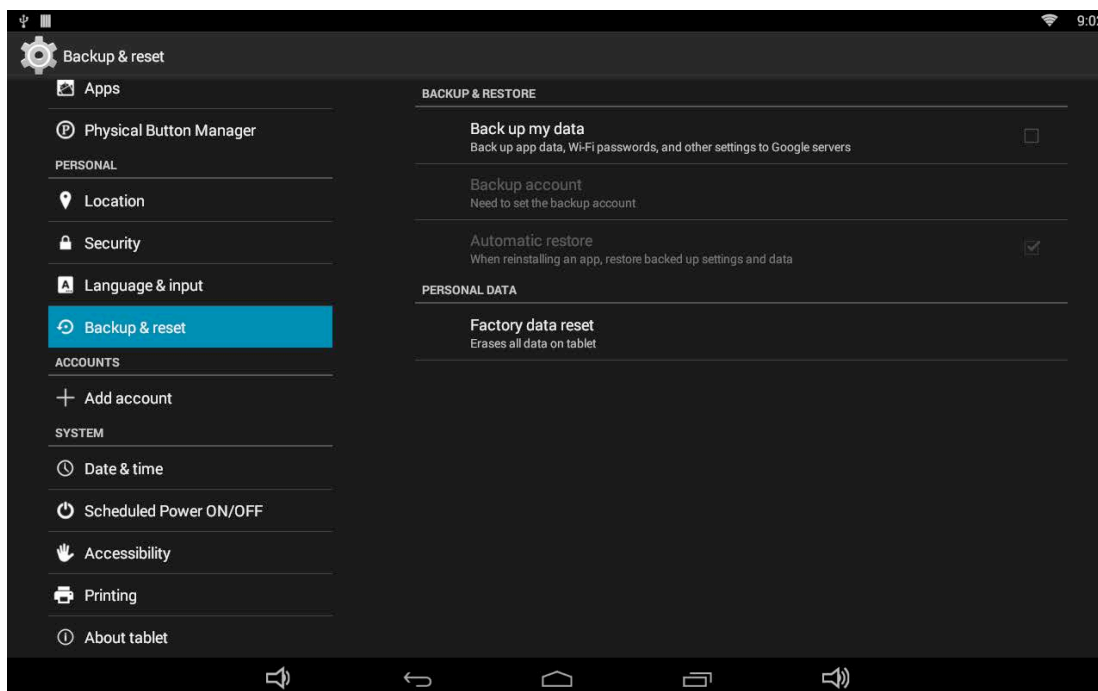 9:02
Backup & reset
Apps
Physical Button Manager
PERSONAL
Location
Security
Language & input
Backup & reset
ACCOUNTS
Add account
SYSTEM
Date & time
Scheduled Power ON/OFF
Accessibility
Printing
About tablet
BACKUP & RESTORE
Back up my data
Back up app data, Wi-Fi passwords, and other settings to Google servers
Backup account
Need to set the backup account
Automatic restore
When reinstalling an app, restore backed up settings and data
PERSONAL DATA
Factory data reset
Erases all data on tablet